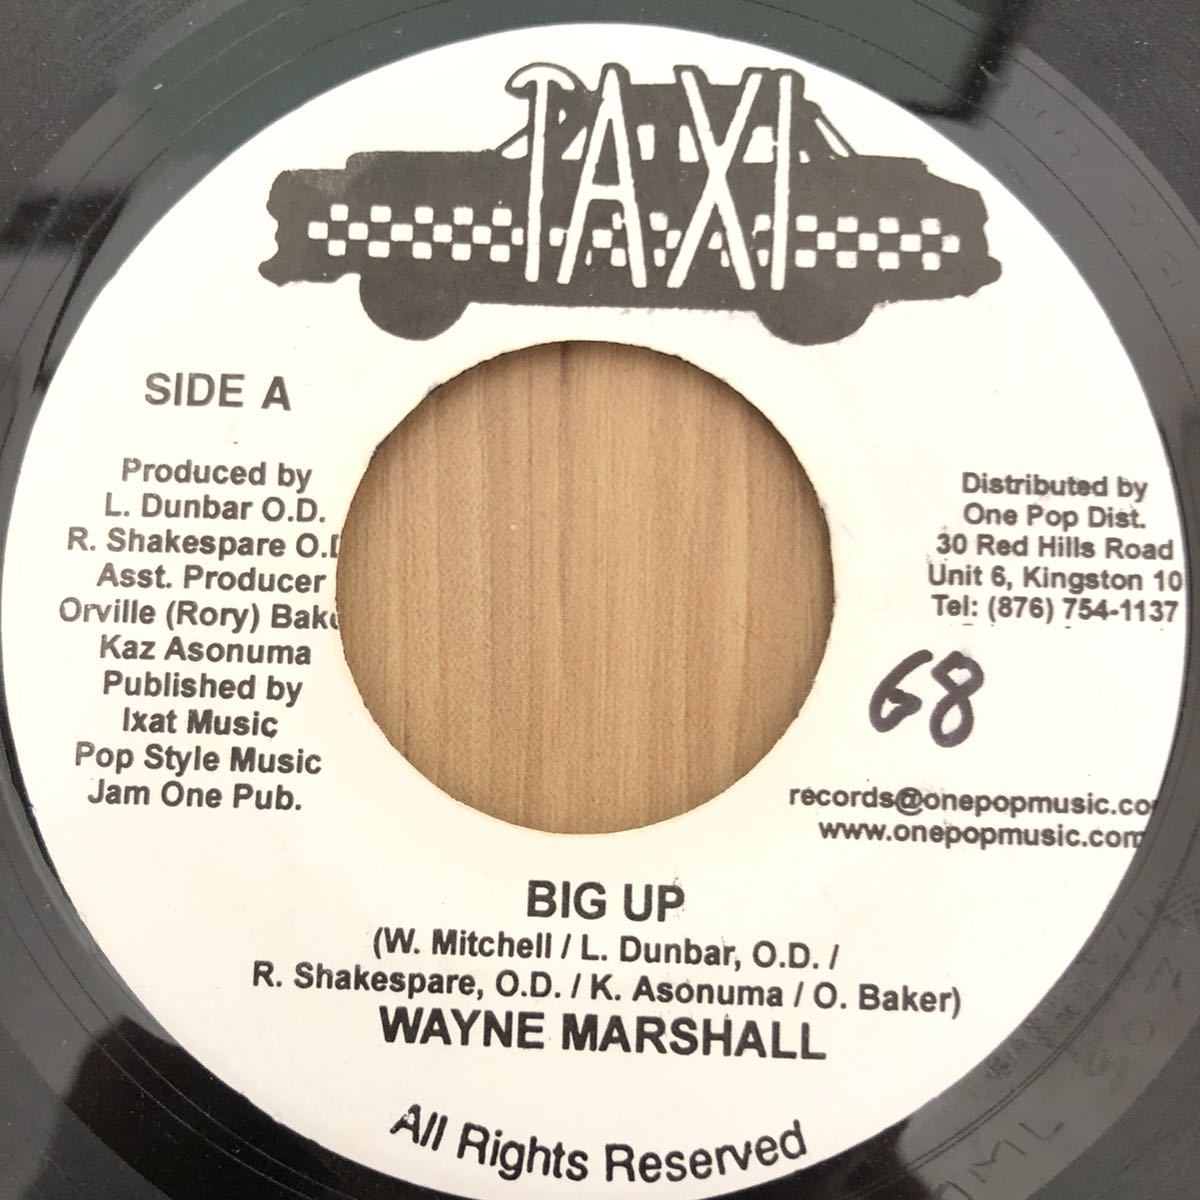 TAXI
SIDE A
Produced by
L. Dunbar O.D.
R. Shakespare O.D
Asst. Producer
Orville (Rory) Bake
Kaz Asonuma
Published by
Ixat Music
Pop Style Music
Jam One Pub.
Distributed by
One Pop Dist.
30 Red Hills Road
Unit 6, Kingston 10
Tel: (876) 754-1137
68
records@onepopmusic.co
www.onepopmusic.com
BIG UP
(W. Mitchell / L. Dunbar, O.D. /
R. Shakespare, O.D. / K. Asonuma / O. Baker)
WAYNE MARSHALL
All Rights Reserved